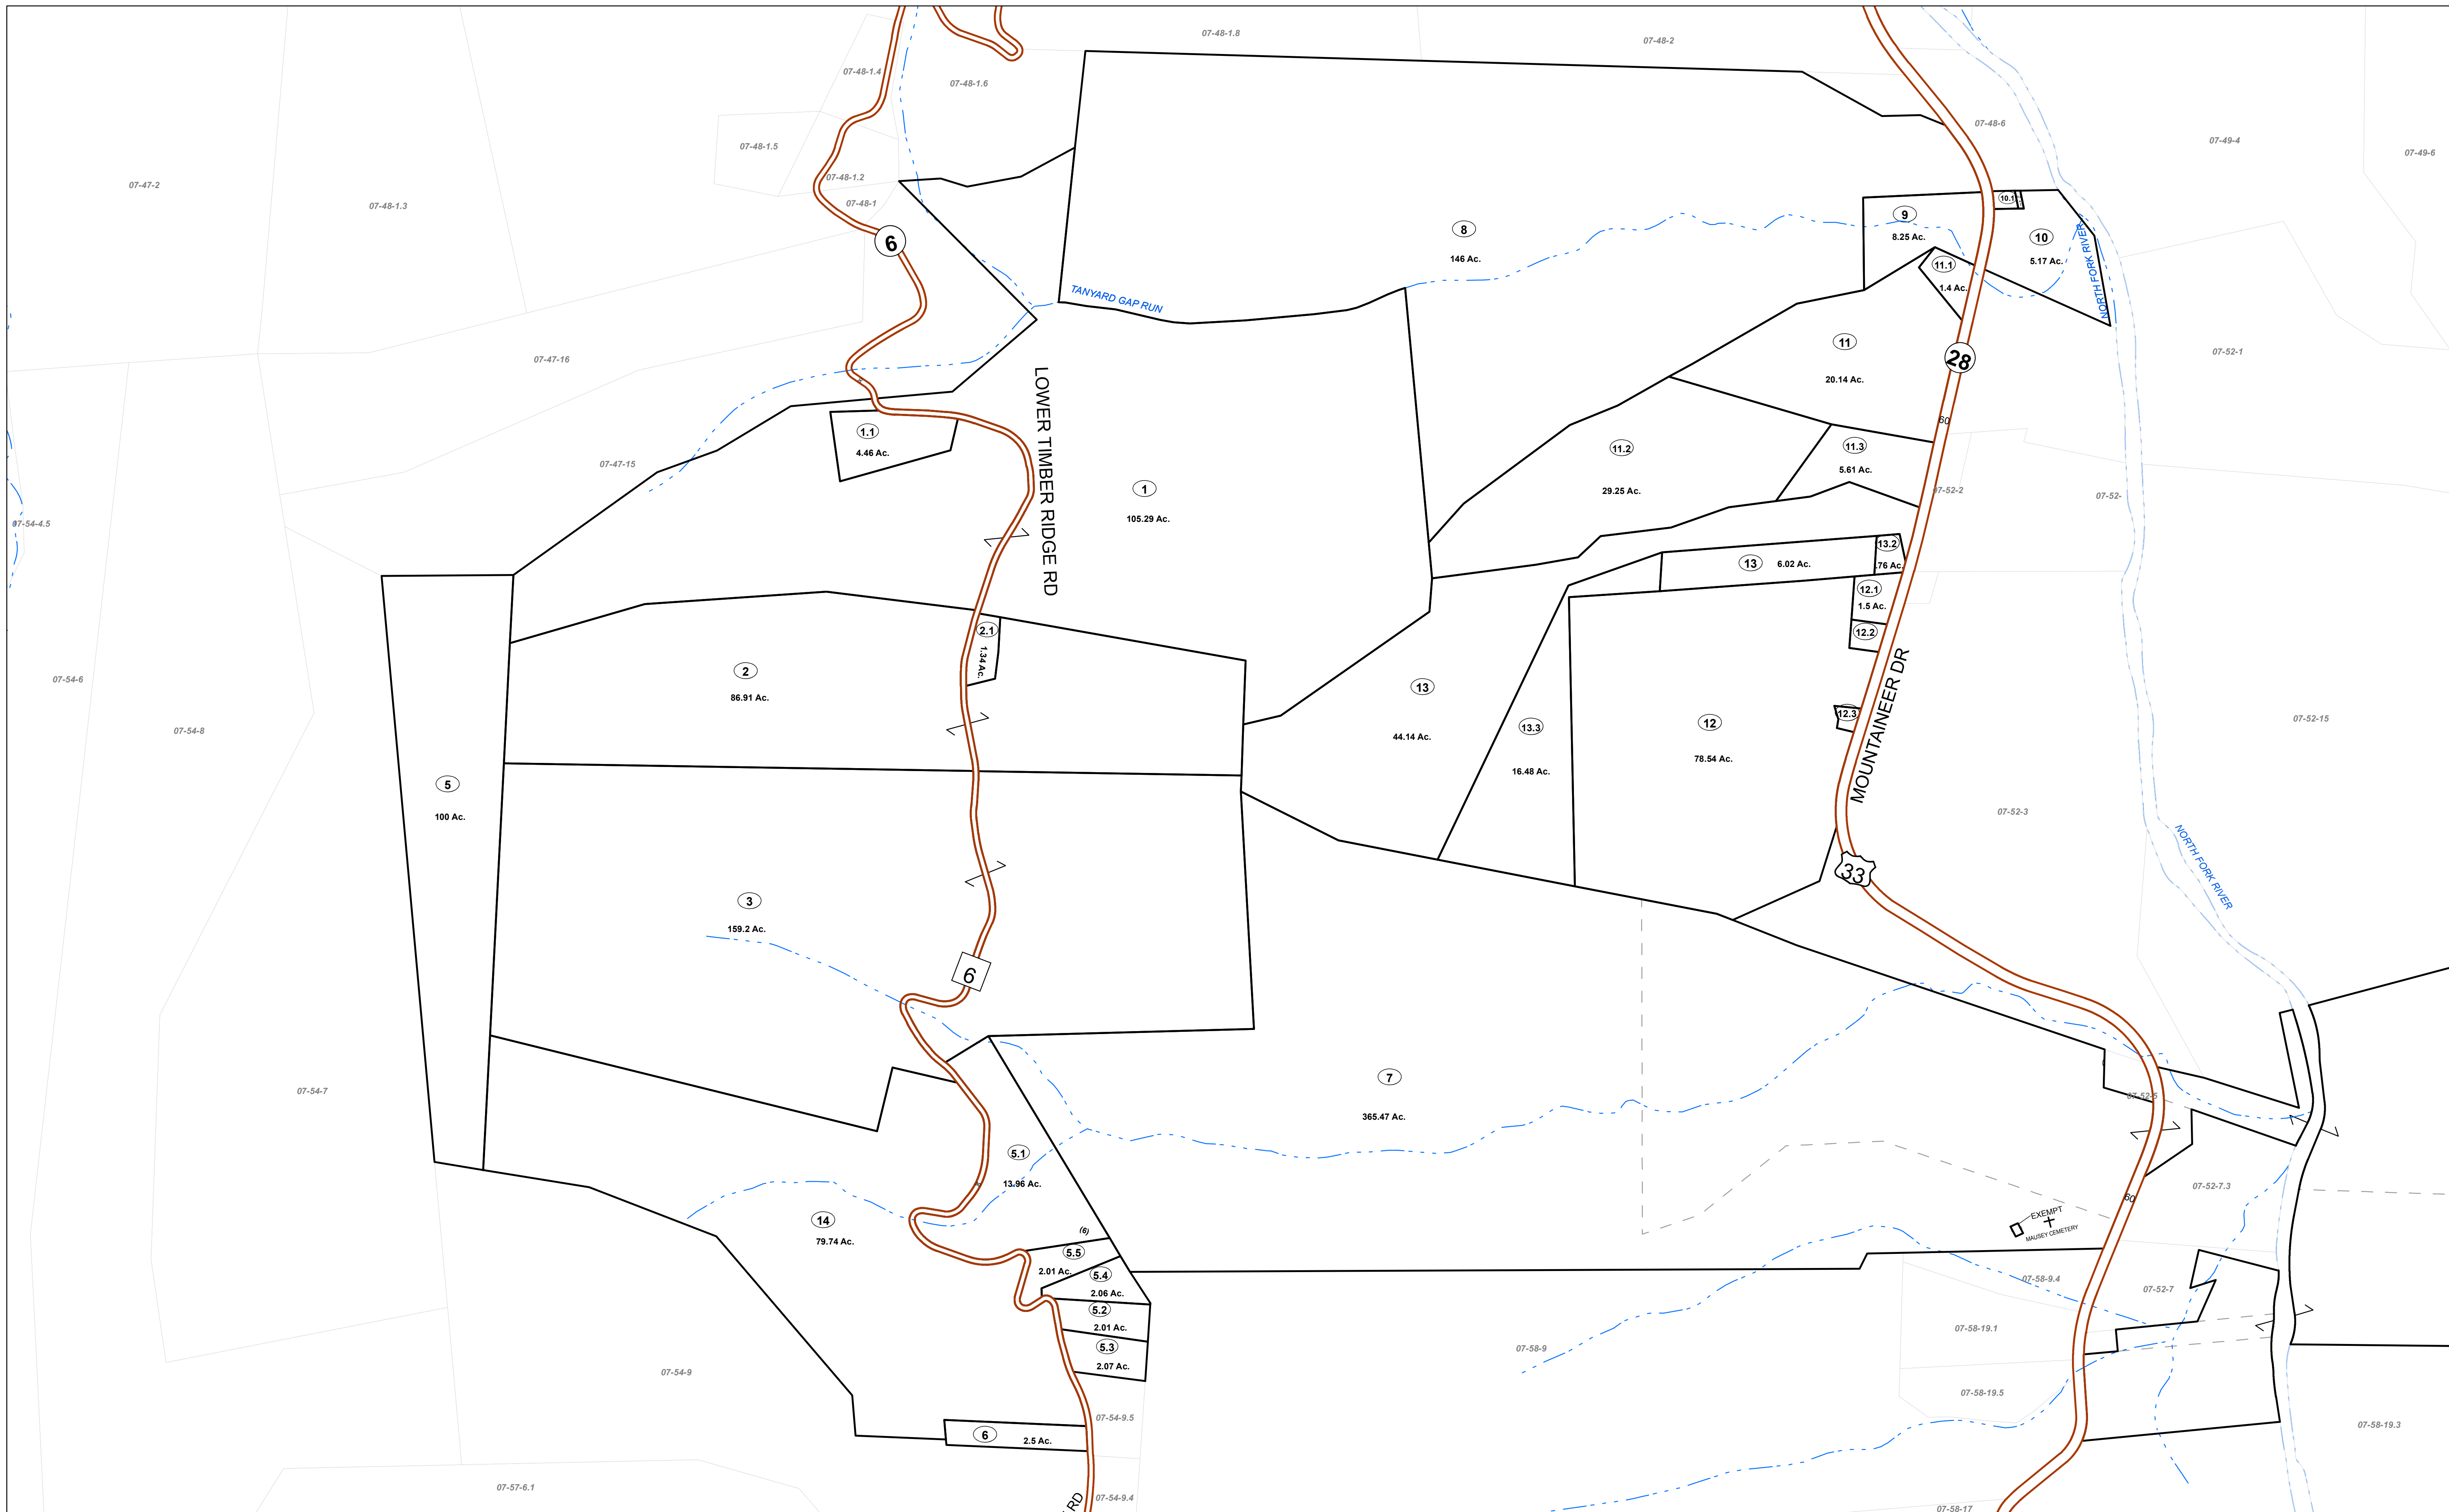 07-48-1.8
07-48-2
07-48-1.4
07-48-1.6
07-48-6
07-49-4
07-49-6
07-48-1.5
07-47-2
07-48-1.2
07-48-1
07-48-1.3
10.1
9
8.25 Ac.
10
5.17 Ac.
NORTH FORK RIVER
8
146 Ac.
6
11.1
1.4 Ac.
TANYARD GAP RUN
11
20.14 Ac.
28
07-52-1
07-47-16
LOWER TIMBER RIDGE RD
60
1.1
4.46 Ac.
11.2
29.25 Ac.
11.3
5.61 Ac.
07-47-15
1
105.29 Ac.
07-52-2
07-52-
07-54-4.5
13.2
.76 Ac.
13
6.02 Ac.
12.1
1.5 Ac.
12.2
2.1
1.34 Ac.
2
86.91 Ac.
07-54-6
13
44.14 Ac.
13.3
16.48 Ac.
12
78.54 Ac.
12.3
MOUNTAINEER DR
07-52-15
07-54-8
5
100 Ac.
07-52-3
33
NORTH FORK RIVER
3
159.2 Ac.
6
07-54-7
7
365.47 Ac.
07-52-5
5.1
13.96 Ac.
07-52-7.3
60
EXEMPT
MAUSEY CEMETERY
14
79.74 Ac.
(6)
5.5
2.01 Ac.
5.4
2.06 Ac.
5.2
2.01 Ac.
5.3
2.07 Ac.
07-58-9.4
07-52-7
07-58-19.1
07-58-9
07-54-9
07-58-19.5
07-54-9.5
07-58-19.3
6
2.5 Ac.
07-57-6.1
07-54-9.4
RD
07-58-17